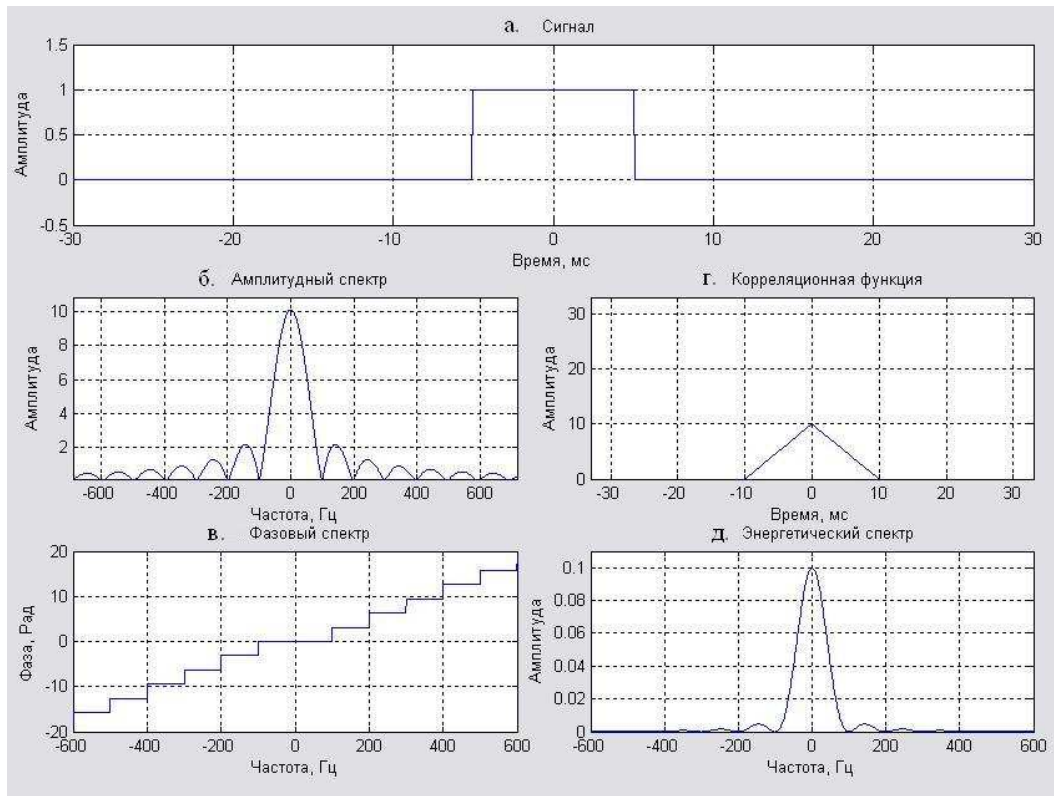 а. Сигнал
Амплитуда
1.5
1
0.5
0
-0.5
-30 -20 -10 0 10 20 30
Время, мс
б. Амплитудный спектр
Амплитуда
10
8
6
4
2
-600 -400 -200 0 200 400 600
Частота, Гц
г. Корреляционная функция
Амплитуда
30
20
10
0
-30 -20 -10 0 10 20 30
Время, мс
в. Фазовый спектр
Фаза, Рад
20
10
0
-10
-20
-600 -400 -200 0 200 400 600
Частота, Гц
д. Энергетический спектр
Амплитуда
0.1
0.08
0.06
0.04
0.02
0
-600 -400 -200 0 200 400 600
Частота, Гц